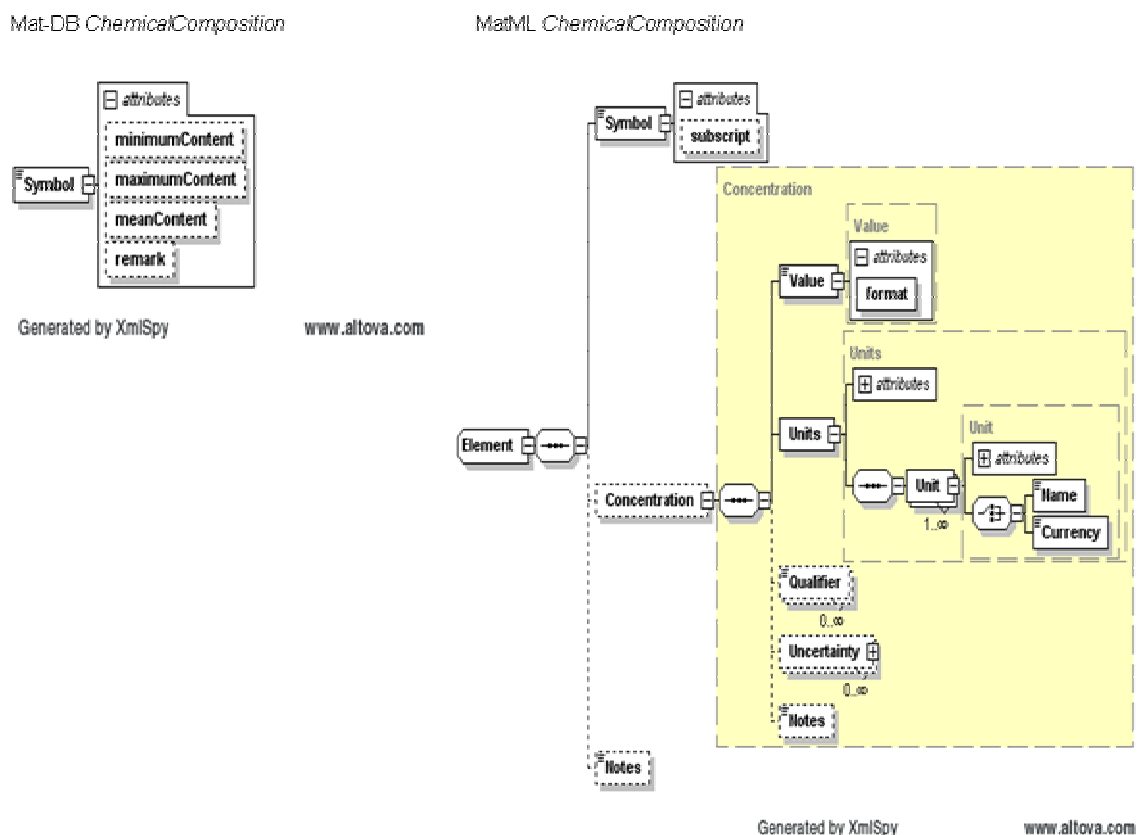 Mat-DB ChemicalComposition
MatML ChemicalComposition
attributes
minimumContent
maximumContent
meanContent
remark
Symbol
Generated by XmlSpy
www.altova.com
Symbol
attributes
subscript
Concentration
Value
Value
attributes
format
Units
attributes
Units
Unit
attributes
Unit
1..∞
Name
Currency
Element
Concentration
Qualifier
0..∞
Uncertainty
0..∞
Notes
Notes
Generated by XmlSpy
www.altova.com